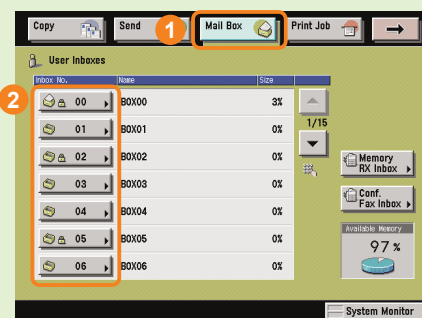 Copy Send 1 Mail Box Print Job
User Inboxes
Inbox No. Name Size
2
00 BOX00 3%
01 BOX01 0%
1/15
02 BOX02 0%
Memory
RX Inbox
03 BOX03 0%
Conf.
Fax Inbox
04 BOX04 0%
Available Memory
05 BOX05 0%
97 %
06 BOX06 0%
System Monitor